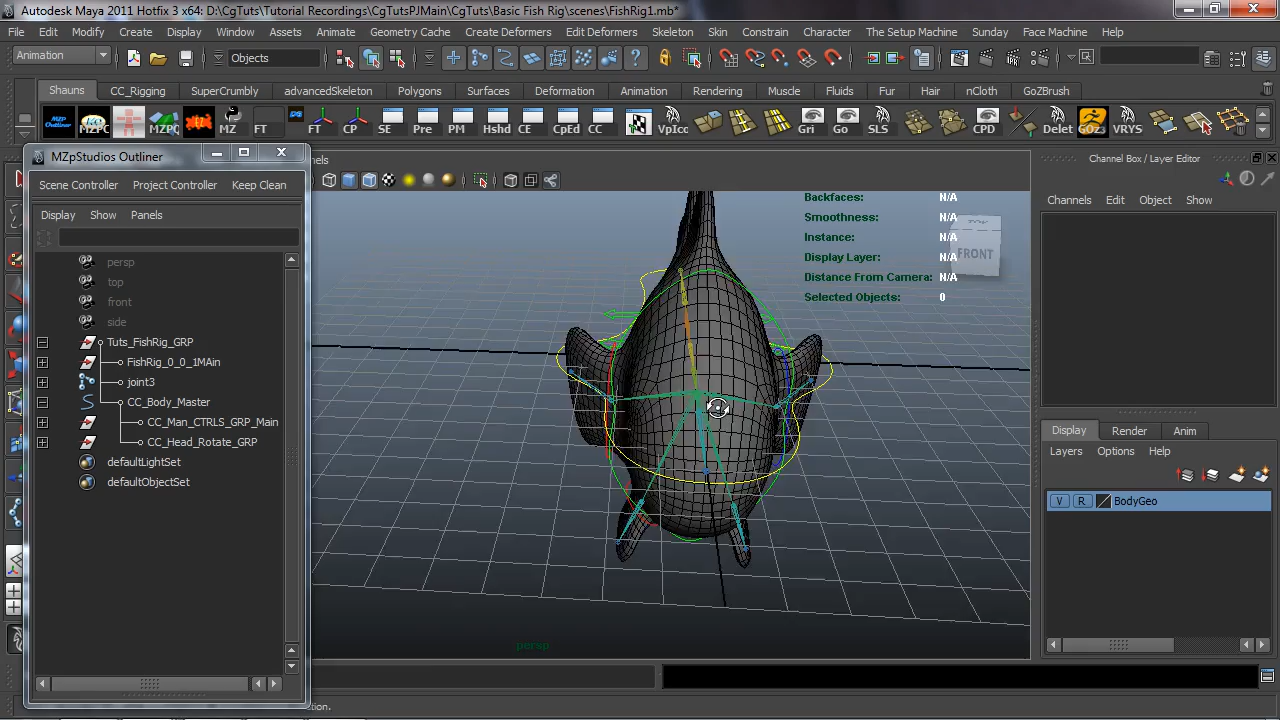 Autodesk Maya 2011 Hotfix 3 x64: D:\CgTuts\Tutorial Recordings\CgTutsPJMain\CgTuts\Basic Fish Rig\scenes\FishRig1.mb*
File Edit Modify Create Display Window Assets Animate Geometry Cache Create Deformers Edit Deformers Skeleton Skin Constrain Character The Setup Machine Sunday Face Machine Help
Animation Objects
Shauns CC_Rigging SuperCrumbly advancedSkeleton Polygons Surfaces Deformation Animation Rendering Muscle Fluids Fur Hair nCloth GoZBrush
MZP Outliner MZPC MZPC MZ FT FT CP SE Pre PM Hshd CE CpEd CC VpIcc Gri Go SLS CPD Delet GOz3 VRYS
MZpStudios Outliner
Scene Controller Project Controller Keep Clean
Display Show Panels
persp
top
front
side
Tuts_FishRig_GRP
FishRig_0_0_1MAin
joint3
CC_Body_Master
CC_Man_CTRLS_GRP_Main
CC_Head_Rotate_GRP
defaultLightSet
defaultObjectSet
nels
Backfaces: N/A
Smoothness: N/A
Instance: N/A
Display Layer: N/A
Distance From Camera: N/A
Selected Objects: 0
TOP
FRONT
persp
Channel Box / Layer Editor
Channels Edit Object Show
Display Render Anim
Layers Options Help
V R BodyGeo
tion.